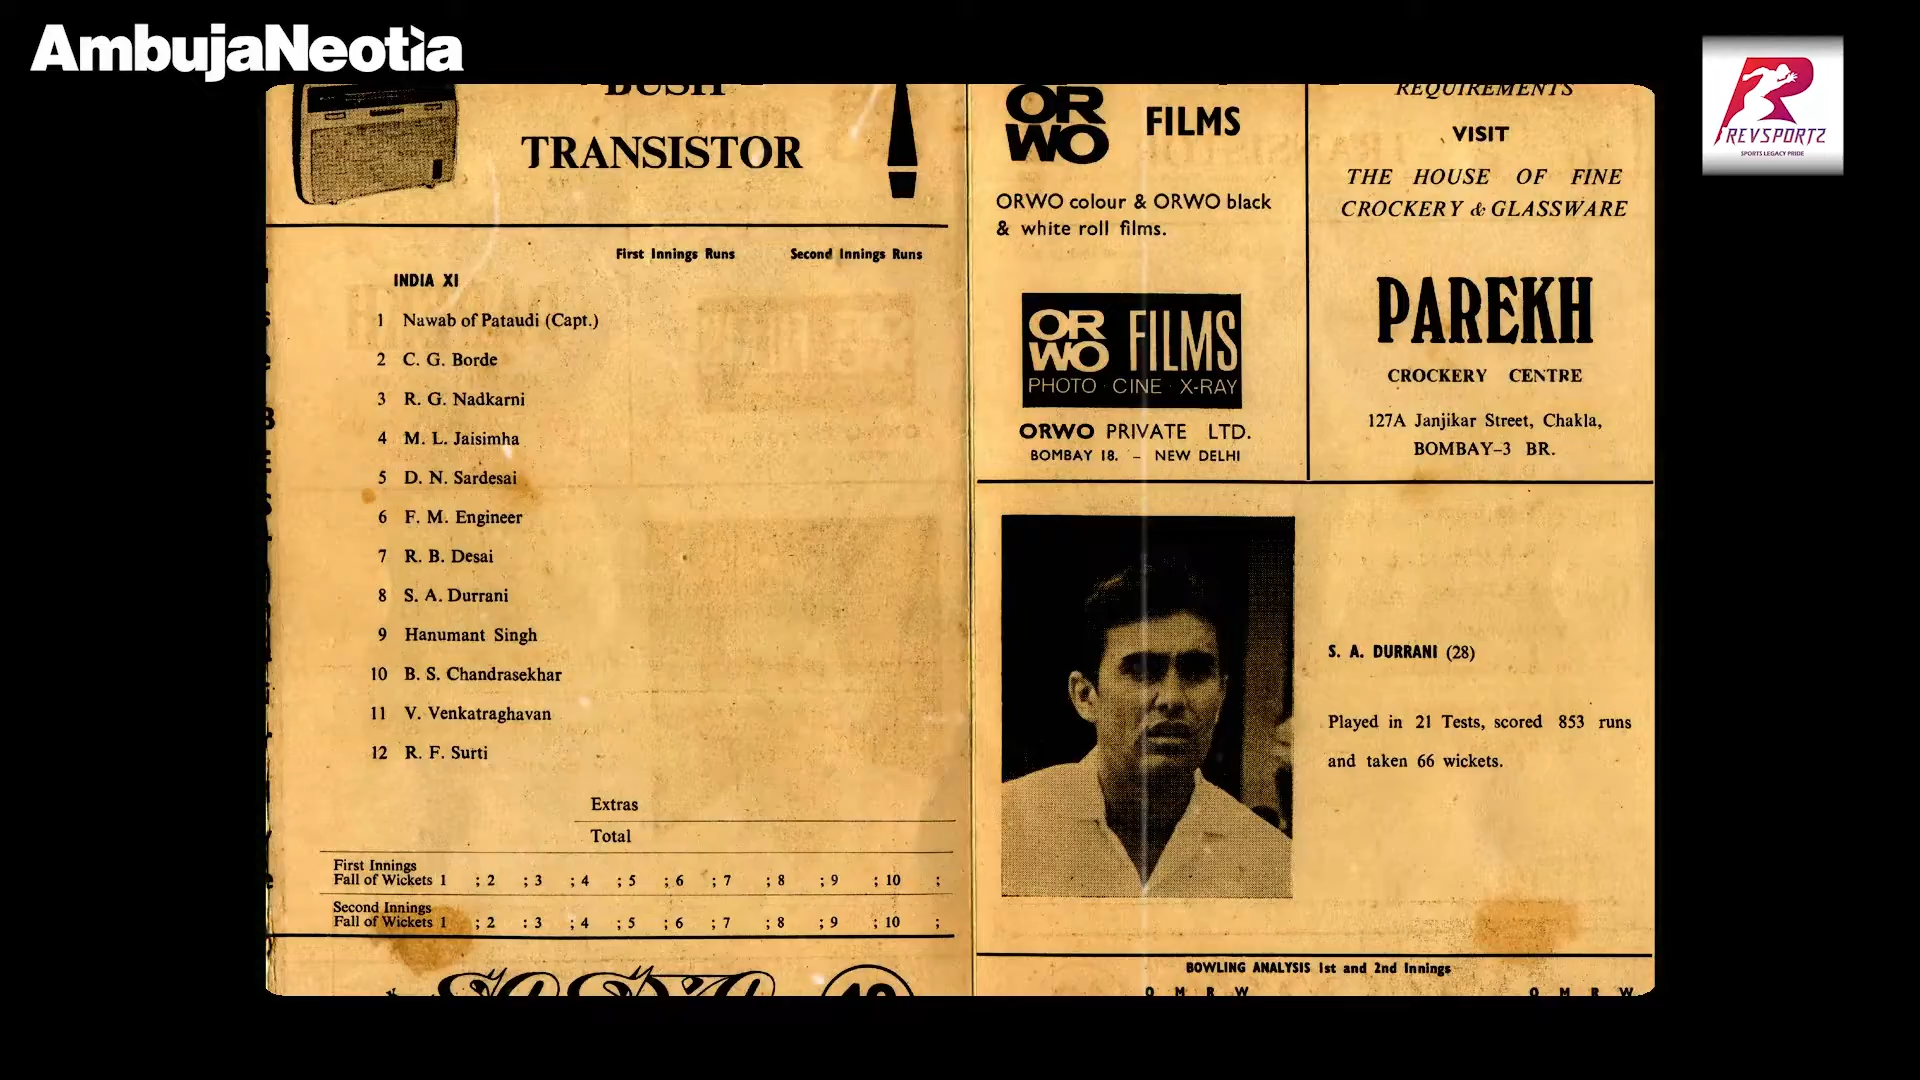 AmbujaNeotia
REVSPORTZ
SPORTS LEGACY PRIDE
BUSH
TRANSISTOR
First Innings Runs Second Innings Runs
INDIA XI
1 Nawab of Pataudi (Capt.)
2 C. G. Borde
3 R. G. Nadkarni
4 M. L. Jaisimha
5 D. N. Sardesai
6 F. M. Engineer
7 R. B. Desai
8 S. A. Durrani
9 Hanumant Singh
10 B. S. Chandrasekhar
11 V. Venkatraghavan
12 R. F. Surti
Extras
Total
First Innings
Fall of Wickets 1 ; 2 ; 3 ; 4 ; 5 ; 6 ; 7 ; 8 ; 9 ; 10 ;
Second Innings
Fall of Wickets 1 ; 2 : 3 ; 4 ; 5 ; 6 ; 7 ; 8 ; 9 ; 10 ;
ORWO FILMS
ORWO colour & ORWO black
& white roll films.
ORWO FILMS
PHOTO · CINE · X-RAY
ORWO PRIVATE LTD.
BOMBAY 18. – NEW DELHI
REQUIREMENTS
VISIT
THE HOUSE OF FINE
CROCKERY & GLASSWARE
PAREKH
CROCKERY CENTRE
127A Janjikar Street, Chakla,
BOMBAY–3 BR.
S. A. DURRANI (28)
Played in 21 Tests, scored 853 runs
and taken 66 wickets.
BOWLING ANALYSIS 1st and 2nd Innings
O M R W O M R W